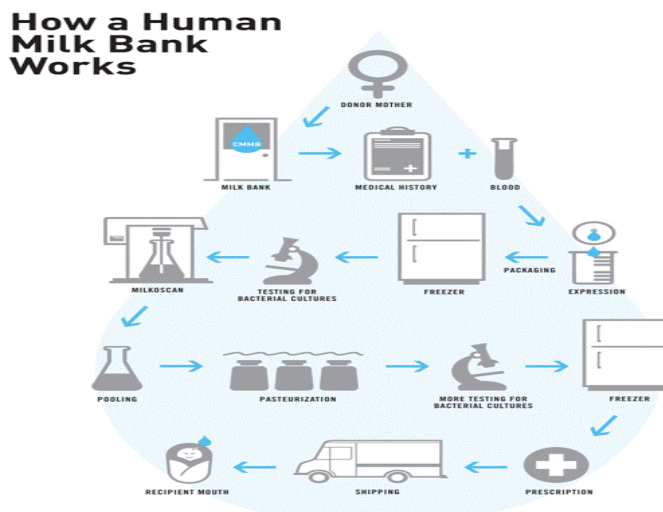 How a Human
Milk Bank
Works
DONOR MOTHER
CMMB
MILK BANK
MEDICAL HISTORY
BLOOD
PACKAGING
EXPRESSION
FREEZER
TESTING FOR
BACTERIAL CULTURES
MILKOSCAN
POOLING
PASTEURIZATION
MORE TESTING FOR
BACTERIAL CULTURES
FREEZER
PRESCRIPTION
SHIPPING
RECIPIENT MOUTH